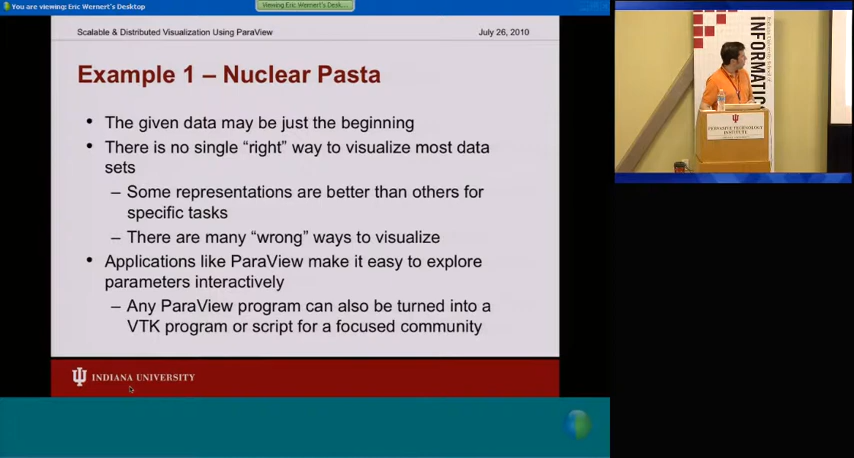 You are viewing: Eric Wernert's Desktop
Viewing Eric Wernert's Desk...
Scalable & Distributed Visualization Using ParaView
July 26, 2010
Example 1 – Nuclear Pasta
• The given data may be just the beginning
• There is no single “right” way to visualize most data
sets
– Some representations are better than others for
specific tasks
– There are many “wrong” ways to visualize
• Applications like ParaView make it easy to explore
parameters interactively
– Any ParaView program can also be turned into a
VTK program or script for a focused community
INDIANA UNIVERSITY
INFORMATIC
PERVASIVE TECHNOLOGY
INSTITUTE